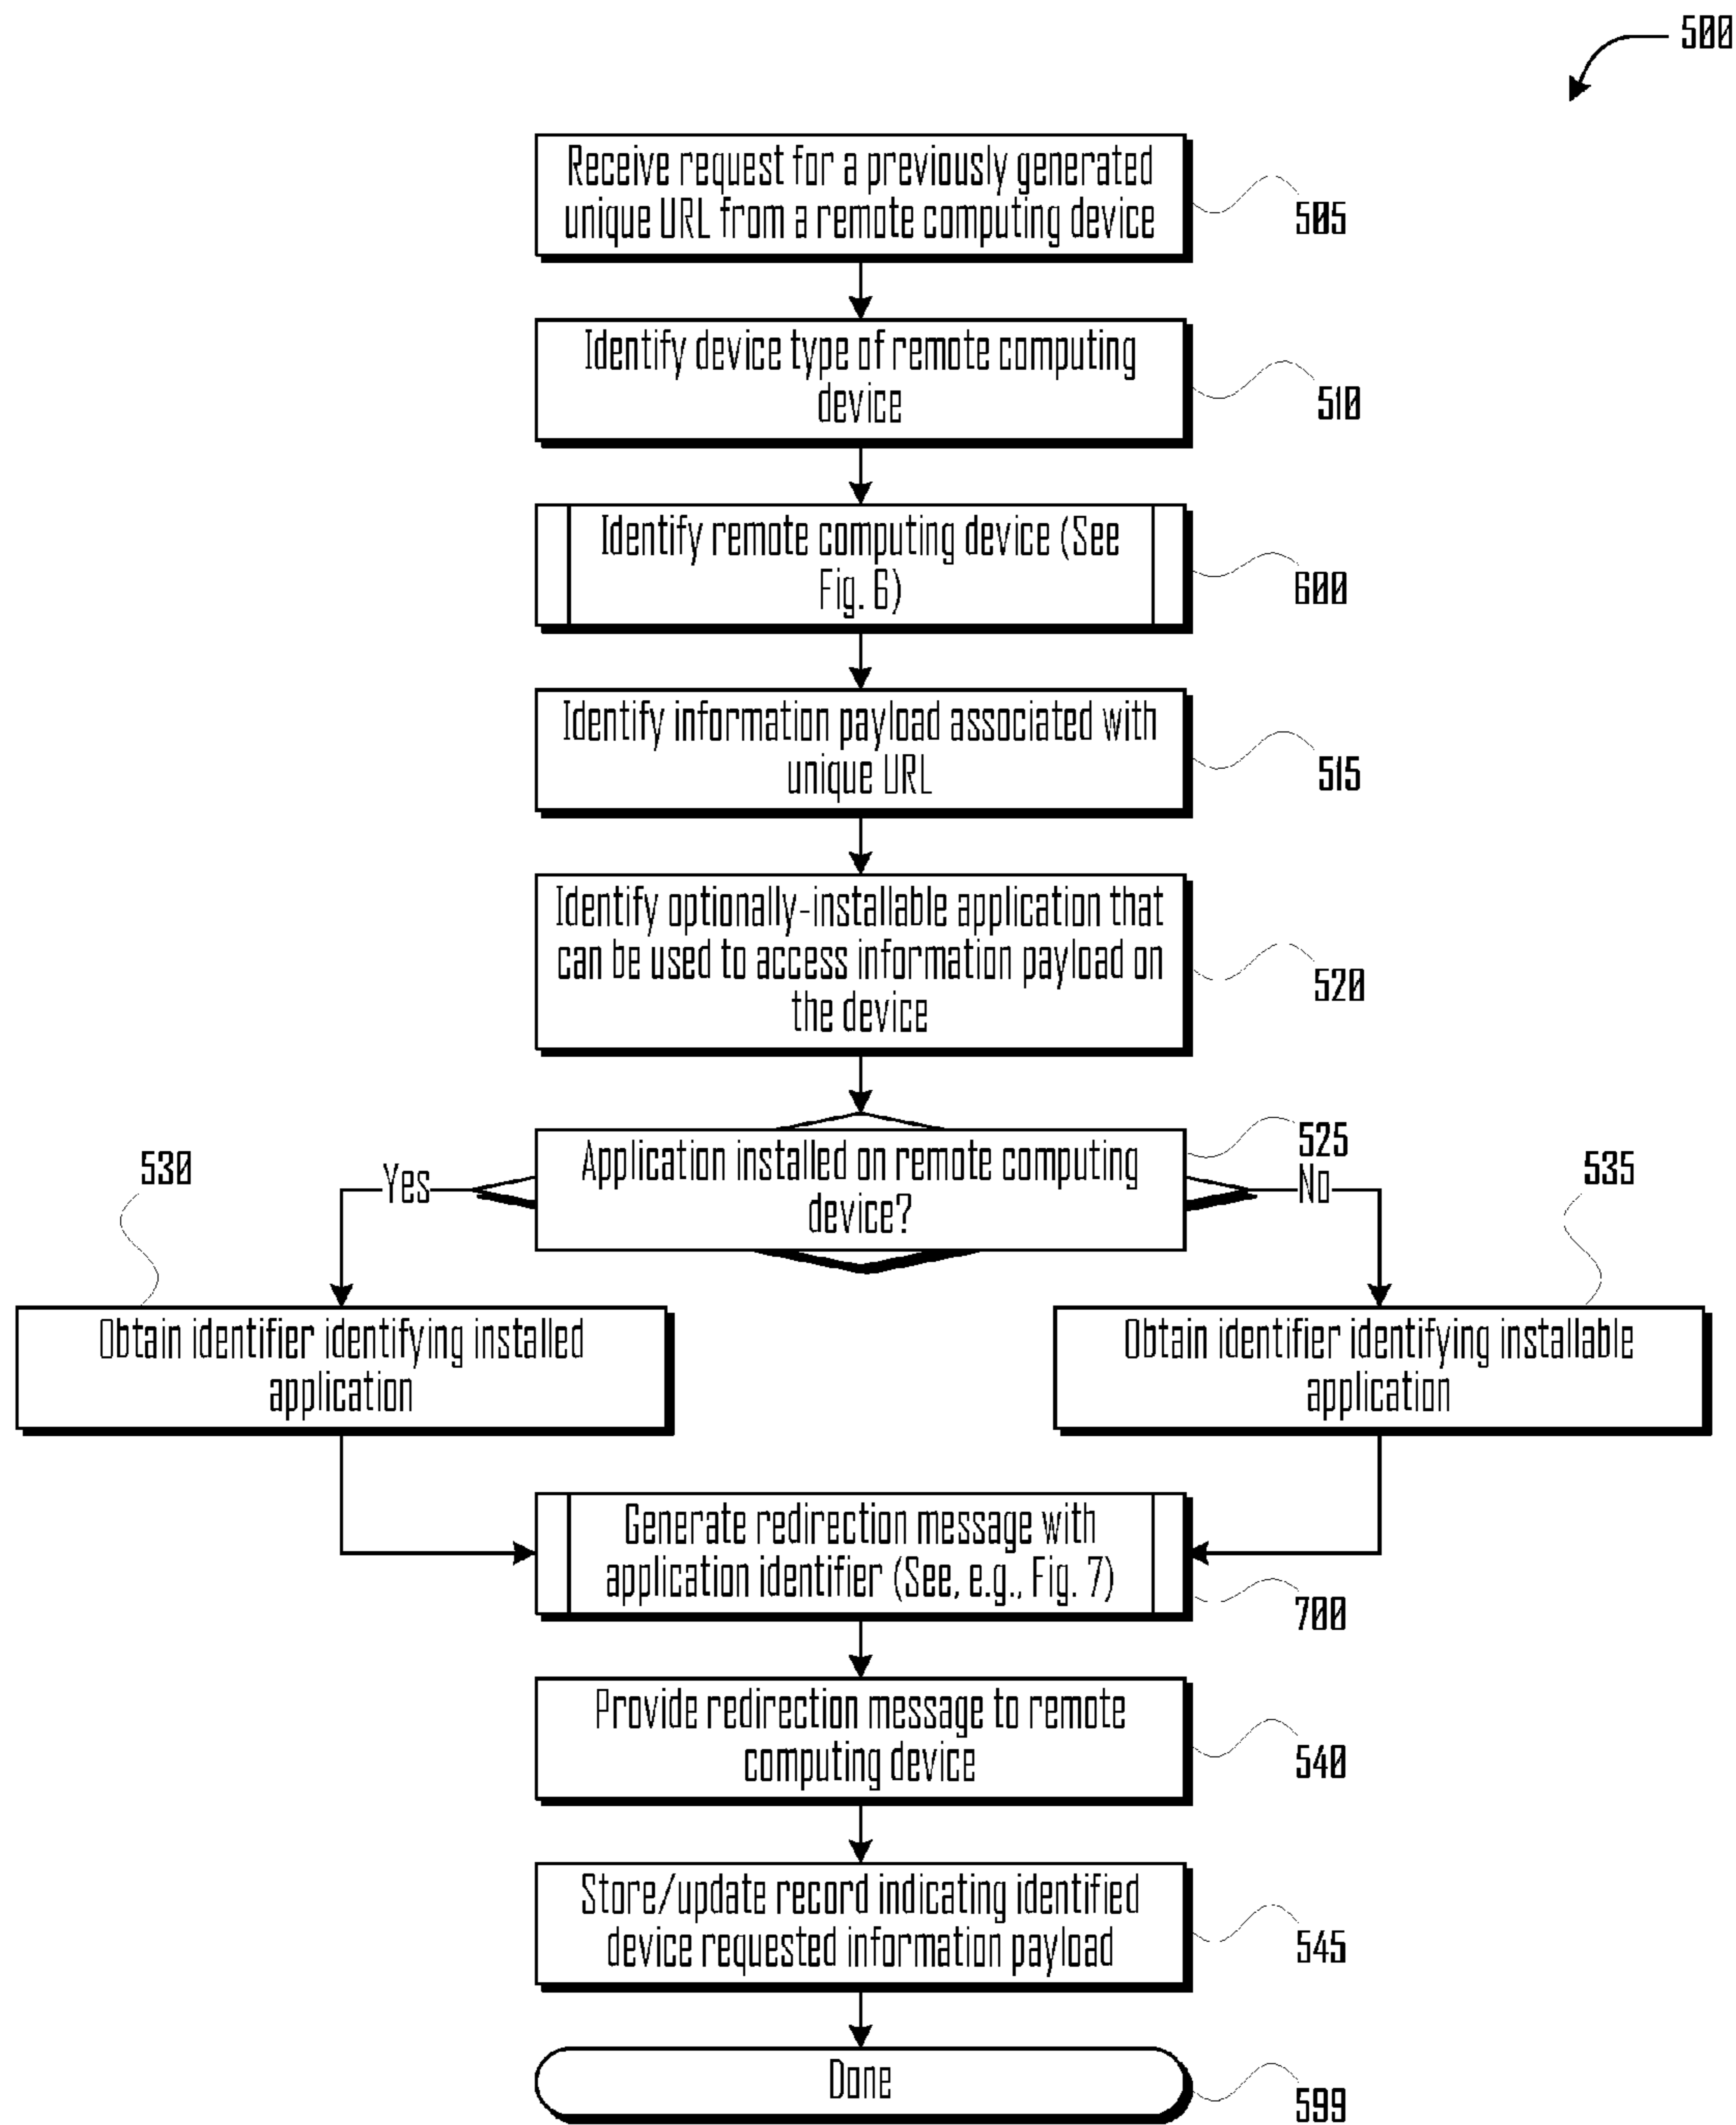 500
Receive request for a previously generated
unique URL from a remote computing device
505
Identify device type of remote computing
device
510
Identify remote computing device (See
Fig. 6)
600
Identify information payload associated with
unique URL
515
Identify optionally-installable application that
can be used to access information payload on
the device
520
Application installed on remote computing
device?
525
Yes
No
530
535
Obtain identifier identifying installed
application
Obtain identifier identifying installable
application
Generate redirection message with
application identifier (See, e.g., Fig. 7)
700
Provide redirection message to remote
computing device
540
Store/update record indicating identified
device requested information payload
545
Done
599